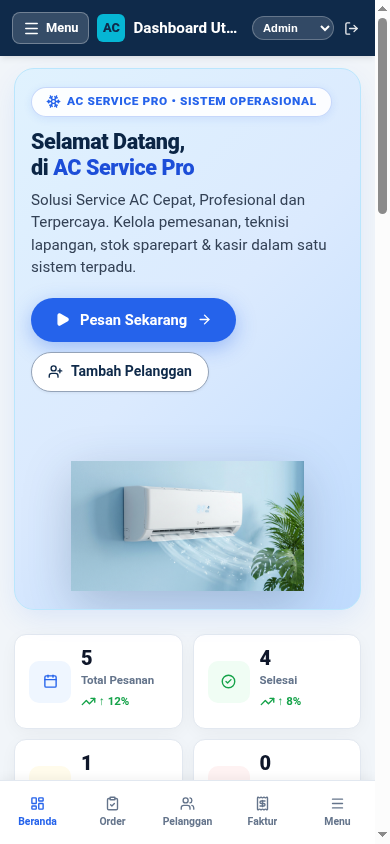 Menu
AC
Dashboard Ut...
Admin
AC SERVICE PRO • SISTEM OPERASIONAL
Selamat Datang,
di AC Service Pro
Solusi Service AC Cepat, Profesional dan
Terpercaya. Kelola pemesanan, teknisi
lapangan, stok sparepart & kasir dalam satu
sistem terpadu.
Pesan Sekarang
Tambah Pelanggan
5
Total Pesanan
↑ 12%
4
Selesai
↑ 8%
1
0
Beranda
Order
Pelanggan
Faktur
Menu